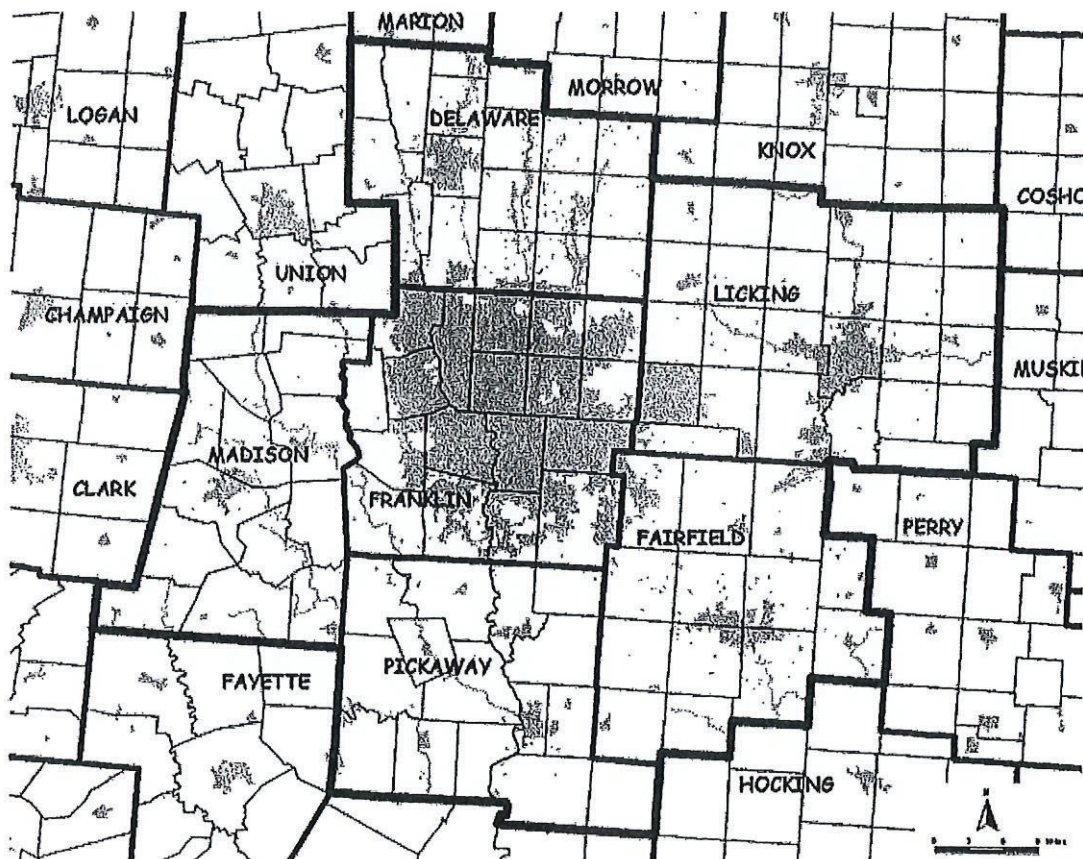 MARION
MORROW
LOGAN
DELAWARE
KNOX
COSHO
UNION
LICKING
CHAMPAIGN
MUSKI
MADISON
CLARK
FRANKLIN
FAIRFIELD
PERRY
PICKAWAY
FAYETTE
HOCKING
N